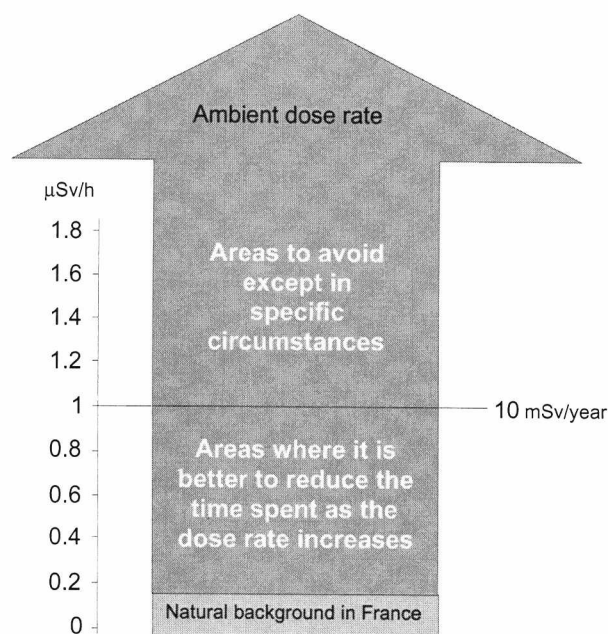 Ambient dose rate
μSv/h
1.8
1.6
1.4
1.2
1
0.8
0.6
0.4
0.2
0
Areas to avoid
except in
specific
circumstances
10 mSv/year
Areas where it is
better to reduce the
time spent as the
dose rate increases
Natural background in France